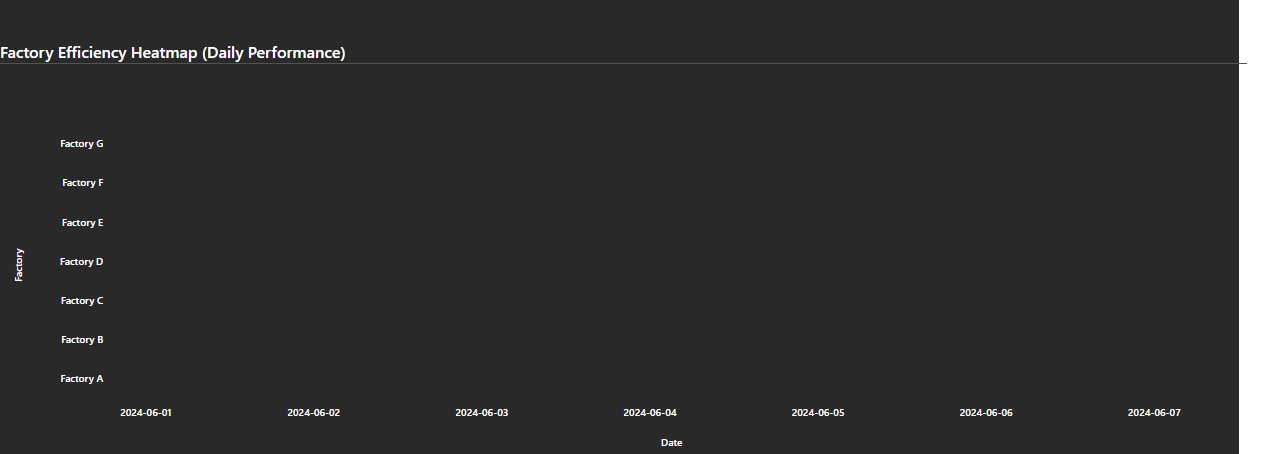 Factory Efficiency Heatmap (Daily Performance)
Factory G
Factory F
Factory E
Factory D
Factory C
Factory B
Factory A
Factory
2024-06-01 2024-06-02 2024-06-03 2024-06-04 2024-06-05 2024-06-06 2024-06-07
Date